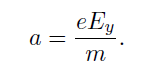 a = \frac{eE_y}{m}.